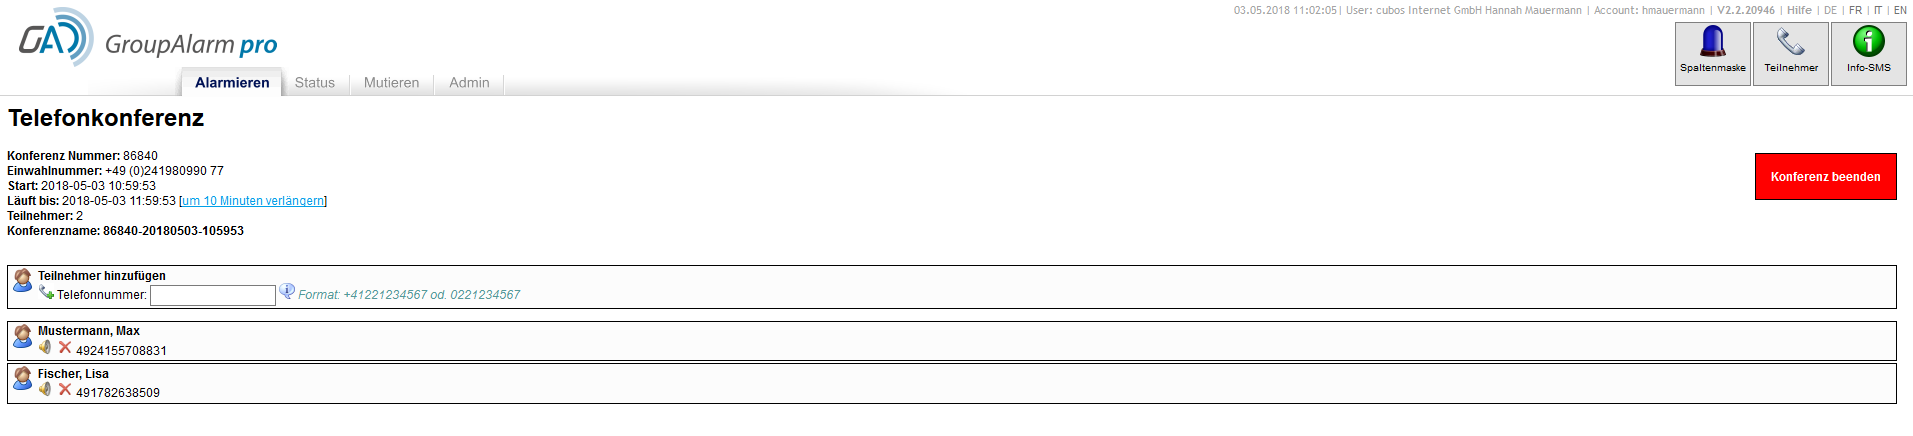 03.05.2018 11:02:05| User: cubos Internet GmbH Hannah Mauermann | Account: hmauermann | V2.2.20946 | Hilfe | DE | FR | IT | EN
GAD GroupAlarm pro
Spaltenmaske Teilnehmer Info-SMS
Alarmieren Status Mutieren Admin
Telefonkonferenz
Konferenz Nummer: 86840
Einwahlnummer: +49 (0)241980990 77
Konferenz beenden
Start: 2018-05-03 10:59:53
Läuft bis: 2018-05-03 11:59:53 [um 10 Minuten verlängern]
Teilnehmer: 2
Konferenzname: 86840-20180503-105953
Teilnehmer hinzufügen
Telefonnummer: Format: +41221234567 od. 0221234567
Mustermann, Max
4924155708831
Fischer, Lisa
491782638509